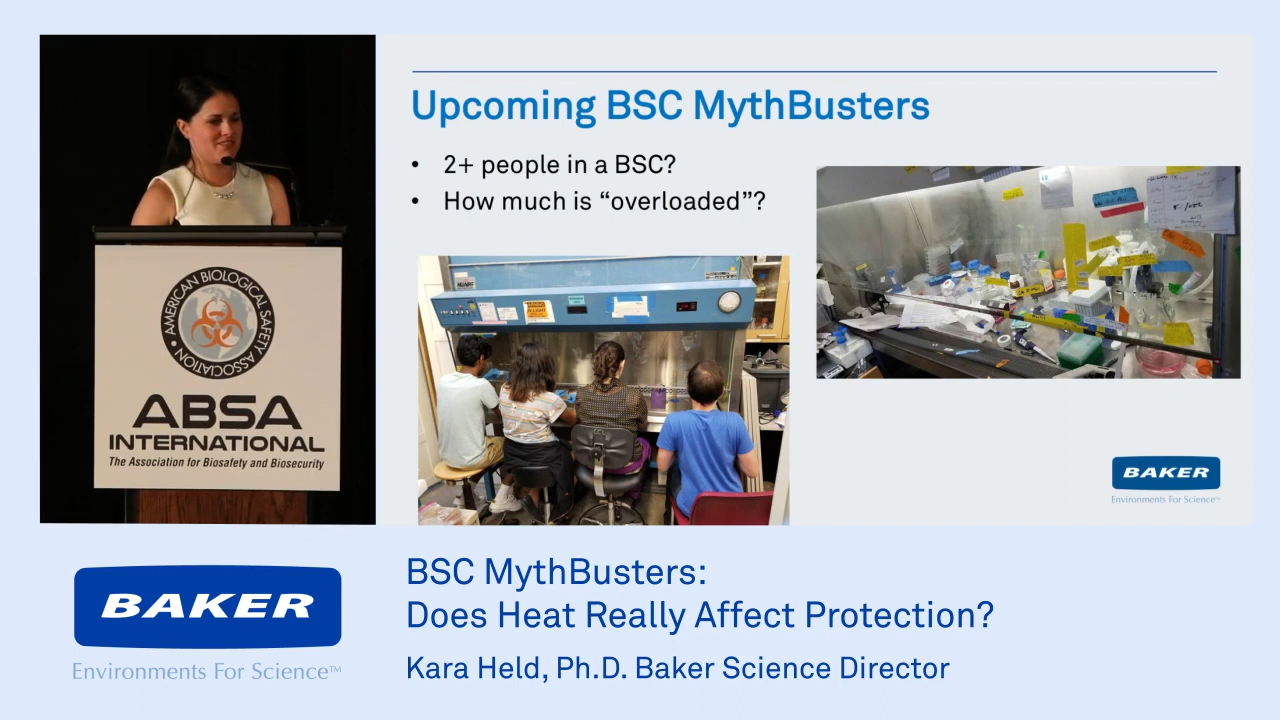 Upcoming BSC MythBusters
• 2+ people in a BSC?
• How much is “overloaded”?
AMERICAN BIOLOGICAL SAFETY ASSOCIATION •
ABSA
INTERNATIONAL
The Association for Biosafety and Biosecurity
BAKER
Environments For Science™
BAKER
Environments For Science™
BSC MythBusters:
Does Heat Really Affect Protection?
Kara Held, Ph.D. Baker Science Director